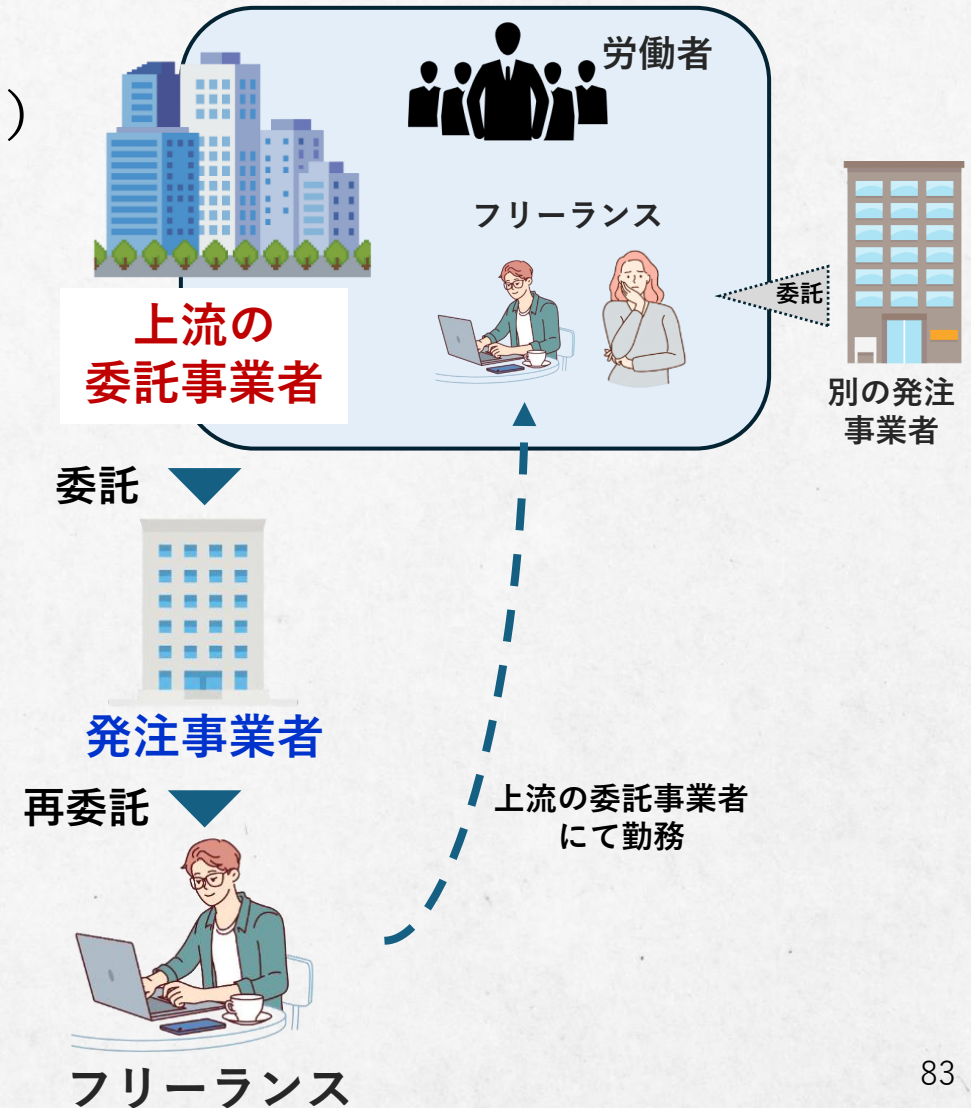 ）
労働者
フリーランス
委託
別の発注
事業者
上流の
委託事業者
委託
発注事業者
再委託
上流の委託事業者
にて勤務
フリーランス
83